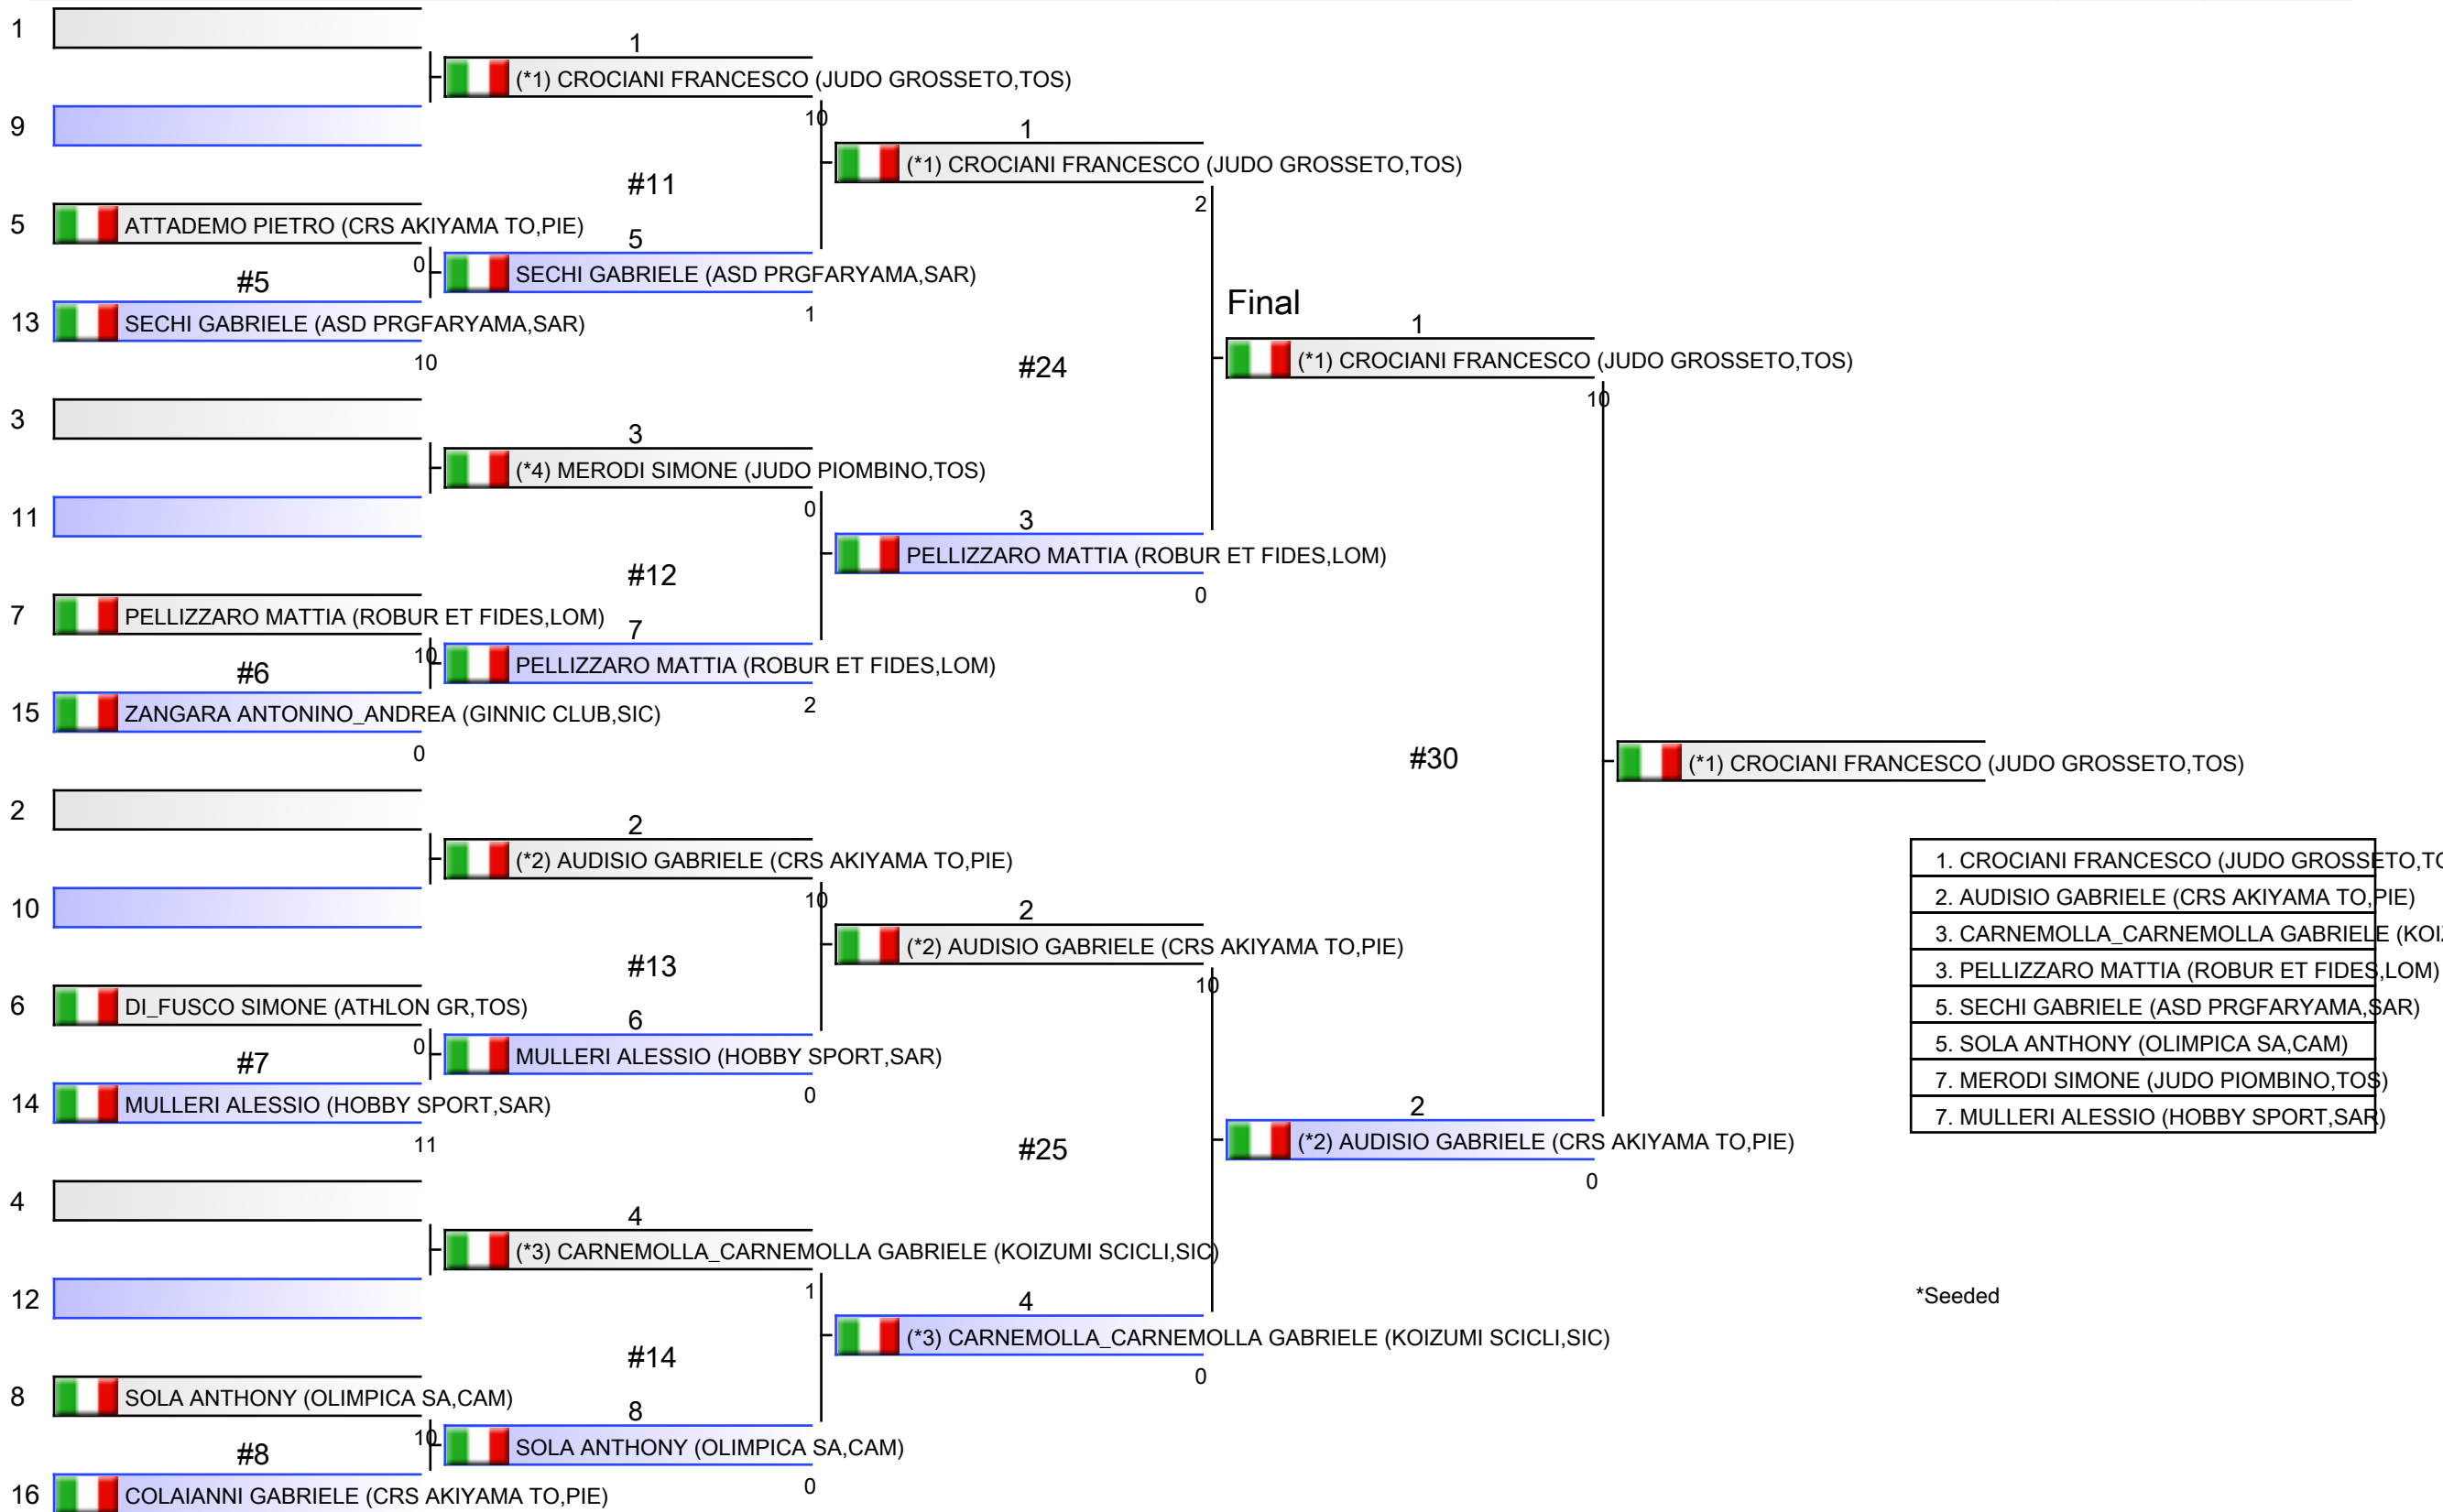 1
1
(*1) CROCIANI FRANCESCO (JUDO GROSSETO,TOS)
10
9
1
(*1) CROCIANI FRANCESCO (JUDO GROSSETO,TOS)
#11
2
5
ATTADEMO PIETRO (CRS AKIYAMA TO,PIE)
5
0
SECHI GABRIELE (ASD PRGFARYAMA,SAR)
#5
Final
1
13
SECHI GABRIELE (ASD PRGFARYAMA,SAR)
1
10
#24
(*1) CROCIANI FRANCESCO (JUDO GROSSETO,TOS)
10
3
3
(*4) MERODI SIMONE (JUDO PIOMBINO,TOS)
0
11
3
PELLIZZARO MATTIA (ROBUR ET FIDES,LOM)
#12
0
7
PELLIZZARO MATTIA (ROBUR ET FIDES,LOM)
7
10
PELLIZZARO MATTIA (ROBUR ET FIDES,LOM)
#6
2
15
ZANGARA ANTONINO_ANDREA (GINNIC CLUB,SIC)
0
#30
(*1) CROCIANI FRANCESCO (JUDO GROSSETO,TOS)
2
2
(*2) AUDISIO GABRIELE (CRS AKIYAMA TO,PIE)
10
10
2
(*2) AUDISIO GABRIELE (CRS AKIYAMA TO,PIE)
#13
10
6
DI_FUSCO SIMONE (ATHLON GR,TOS)
6
0
MULLERI ALESSIO (HOBBY SPORT,SAR)
#7
0
14
MULLERI ALESSIO (HOBBY SPORT,SAR)
11
#25
2
(*2) AUDISIO GABRIELE (CRS AKIYAMA TO,PIE)
0
1. CROCIANI FRANCESCO (JUDO GROSSETO,TO
2. AUDISIO GABRIELE (CRS AKIYAMA TO,PIE)
3. CARNEMOLLA_CARNEMOLLA GABRIELE (KOI
3. PELLIZZARO MATTIA (ROBUR ET FIDES,LOM)
5. SECHI GABRIELE (ASD PRGFARYAMA,SAR)
5. SOLA ANTHONY (OLIMPICA SA,CAM)
7. MERODI SIMONE (JUDO PIOMBINO,TOS)
7. MULLERI ALESSIO (HOBBY SPORT,SAR)
4
4
(*3) CARNEMOLLA_CARNEMOLLA GABRIELE (KOIZUMI SCICLI,SIC)
1
12
4
(*3) CARNEMOLLA_CARNEMOLLA GABRIELE (KOIZUMI SCICLI,SIC)
*Seeded
#14
0
8
SOLA ANTHONY (OLIMPICA SA,CAM)
8
10
SOLA ANTHONY (OLIMPICA SA,CAM)
#8
0
16
COLAIANNI GABRIELE (CRS AKIYAMA TO,PIE)